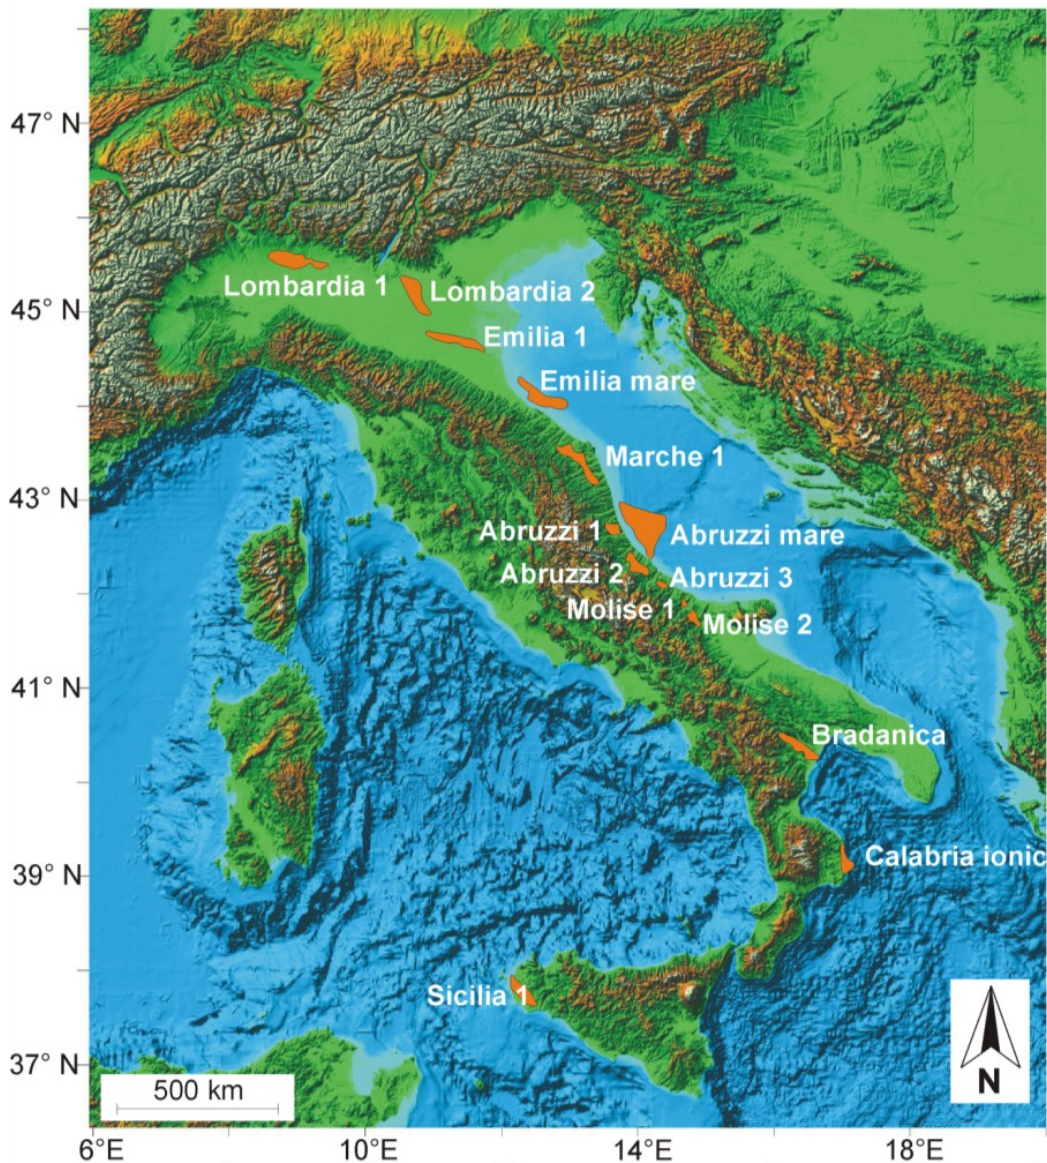 47° N
Lombardia 1
Lombardia 2
45° N
Emilia 1
Emilia mare
Marche 1
43° N
Abruzzi 1
Abruzzi mare
Abruzzi 2
Abruzzi 3
Molise 1
Molise 2
41° N
Bradanica
Calabria ionic
39° N
Sicilia 1
37° N
500 km
N
6°E
10°E
14°E
18°E